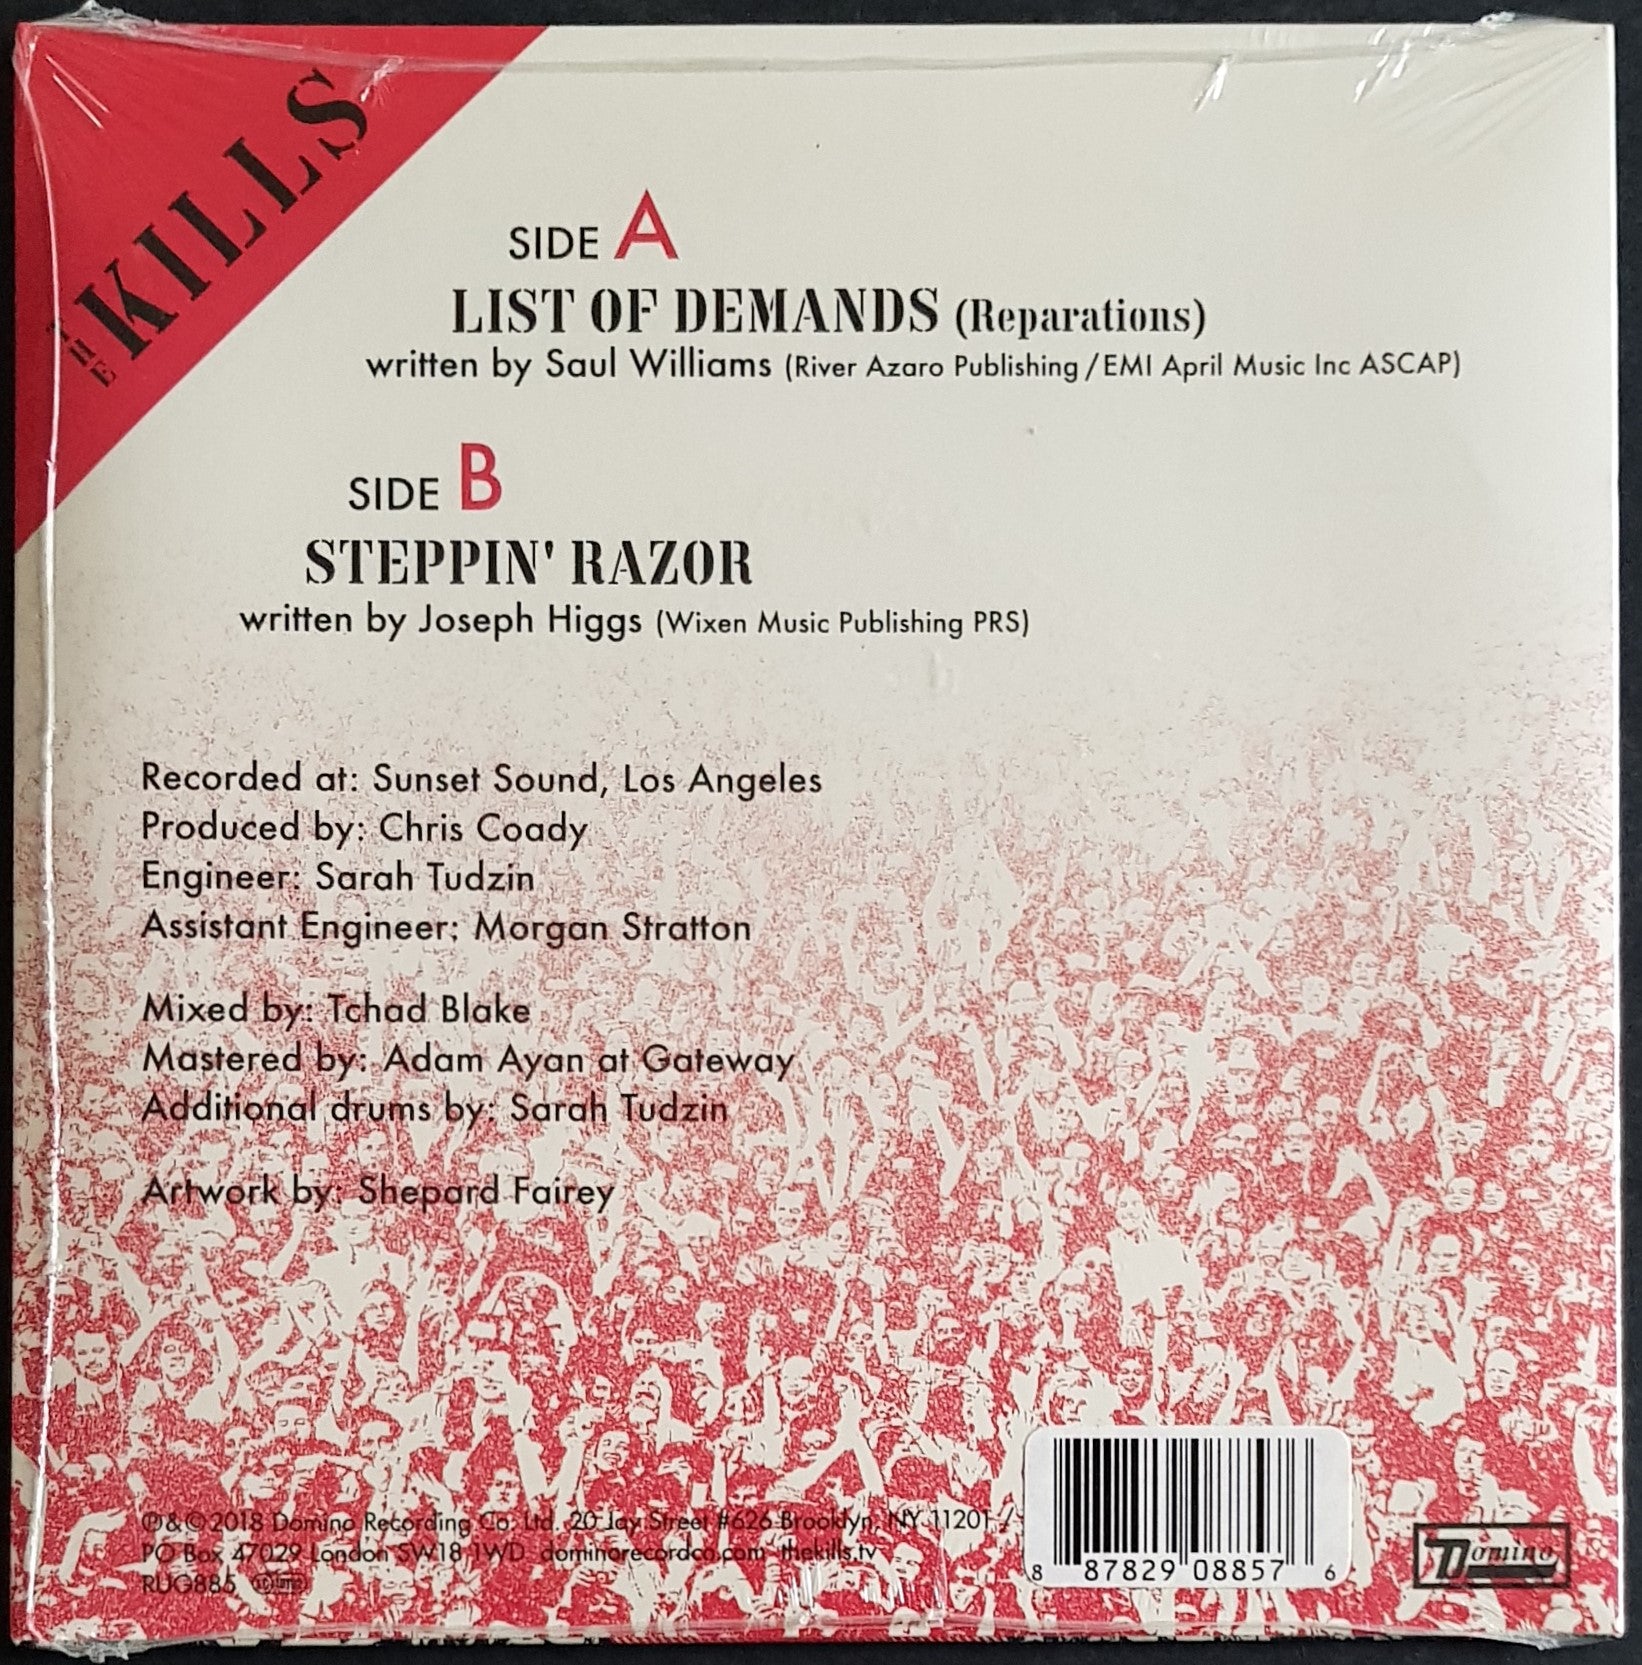 THE KILLS
SIDE A
LIST OF DEMANDS (Reparations)
written by Saul Williams (River Azaro Publishing / EMI April Music Inc ASCAP)
SIDE B
STEPPIN' RAZOR
written by Joseph Higgs (Wixen Music Publishing PRS)
Recorded at: Sunset Sound, Los Angeles
Produced by: Chris Coady
Engineer: Sarah Tudzin
Assistant Engineer: Morgan Stratton
Mixed by: Tchad Blake
Mastered by: Adam Ayan at Gateway
Additional drums by: Sarah Tudzin
Artwork by: Shepard Fairey
℗&©2018 Domino Recording Co. Ltd. 20 Jay Street #626 Brooklyn, NY 11201 /
PO Box 47029 London SW18 1WD dominorecordco.com thekills.tv
RUG885
8 87829 08857 6
Domino